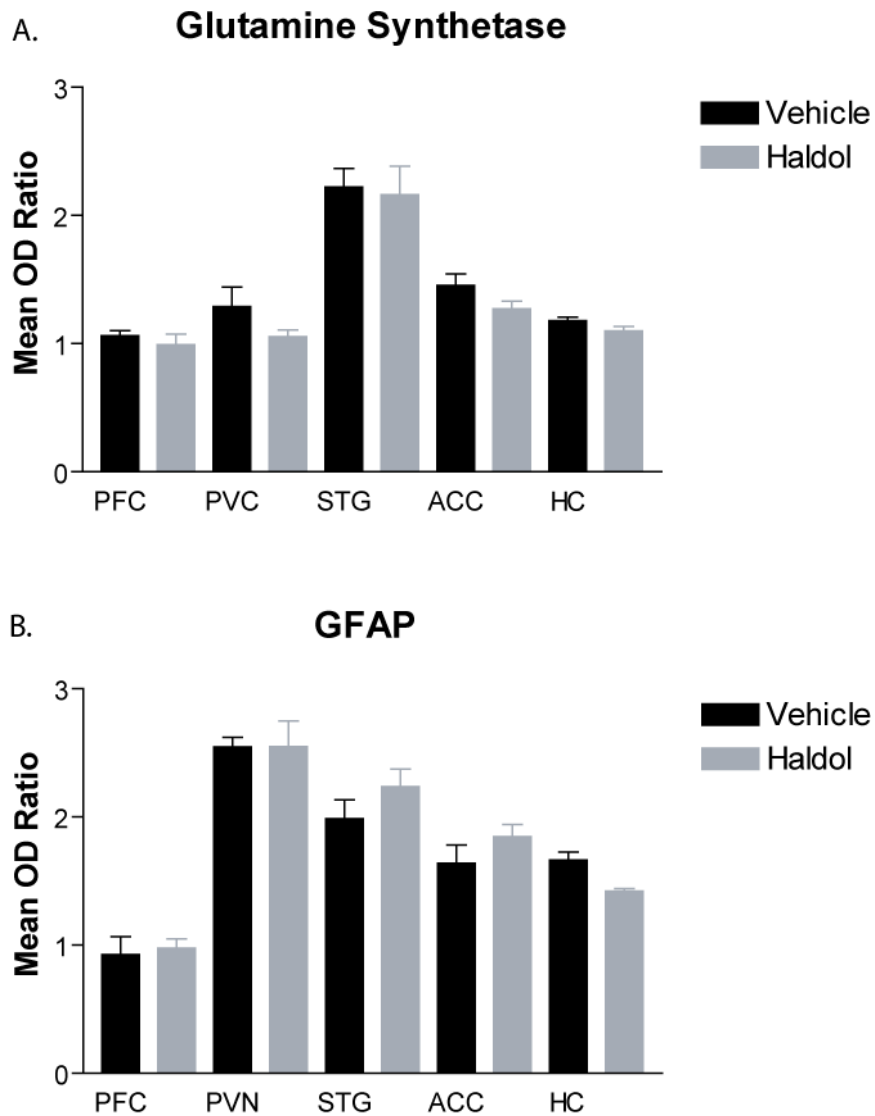 A.
Glutamine Synthetase
Mean OD Ratio
3
2
1
0
PFC PVC STG ACC HC
Vehicle
Haldol
B.
GFAP
Mean OD Ratio
3
2
1
0
PFC PVN STG ACC HC
Vehicle
Haldol